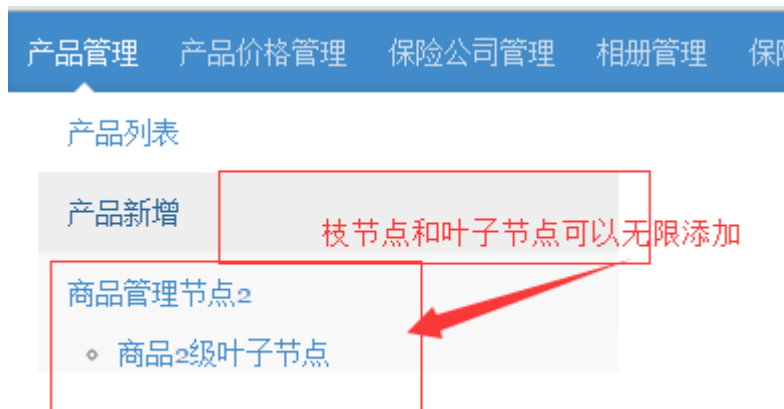 产品管理 产品价格管理 保险公司管理 相册管理 保
产品列表
产品新增
枝节点和叶子节点可以无限添加
商品管理节点2
商品2级叶子节点